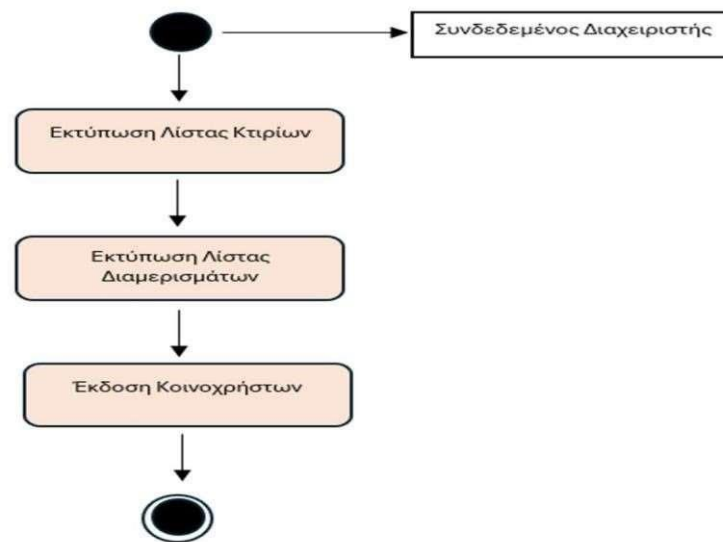 Συνδεδεμένος Διαχειριστής
Εκτύπωση Λίστας Κτιρίων
Εκτύπωση Λίστας
Διαμερισμάτων
Έκδοση Κοινοχρήστων